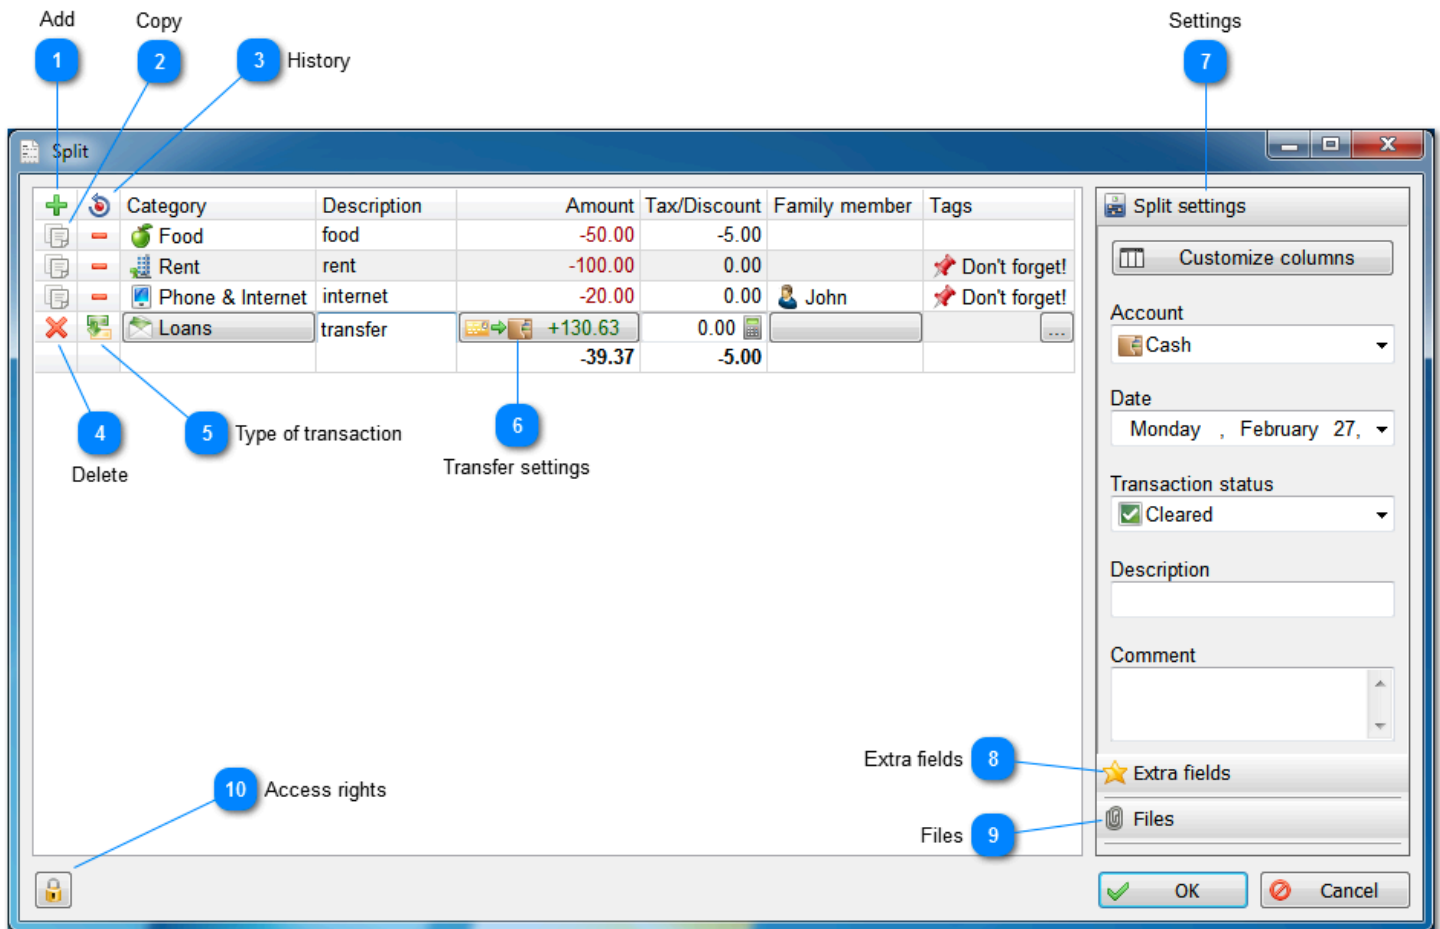 Add
Copy
Settings
1
2
3 History
7
Split
Category Description Amount Tax/Discount Family member Tags
Food food -50.00 -5.00
Rent rent -100.00 0.00 Don't forget!
Phone & Internet internet -20.00 0.00 John Don't forget!
Loans transfer +130.63 0.00 ...
-39.37 -5.00
4
Delete
5 Type of transaction
6
Transfer settings
Split settings
Customize columns
Account
Cash
Date
Monday , February 27,
Transaction status
Cleared
Description
Comment
Extra fields 8
Extra fields
Files 9
Files
10 Access rights
OK
Cancel